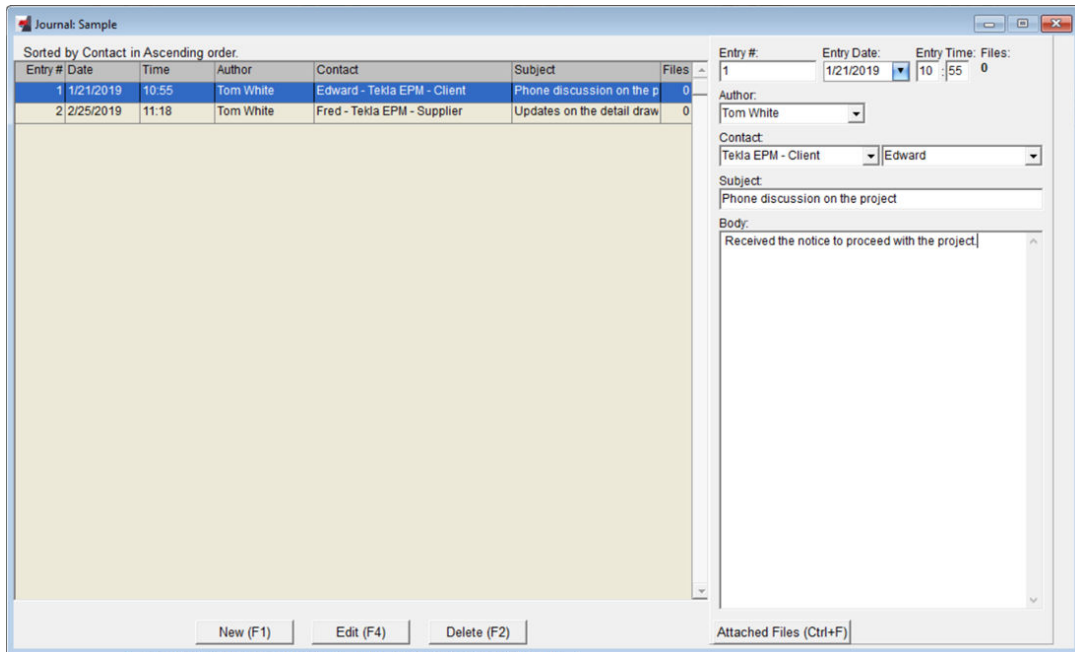 Journal: Sample
Sorted by Contact in Ascending order.
Entry # Date Time Author Contact Subject Files
1 1/21/2019 10:55 Tom White Edward - Tekla EPM - Client Phone discussion on the p 0
2 2/25/2019 11:18 Tom White Fred - Tekla EPM - Supplier Updates on the detail draw 0
New (F1) Edit (F4) Delete (F2)
Entry #: Entry Date: Entry Time: Files:
1 1/21/2019 10 : 55 0
Author:
Tom White
Contact:
Tekla EPM - Client Edward
Subject:
Phone discussion on the project
Body:
Received the notice to proceed with the project.
Attached Files (Ctrl+F)